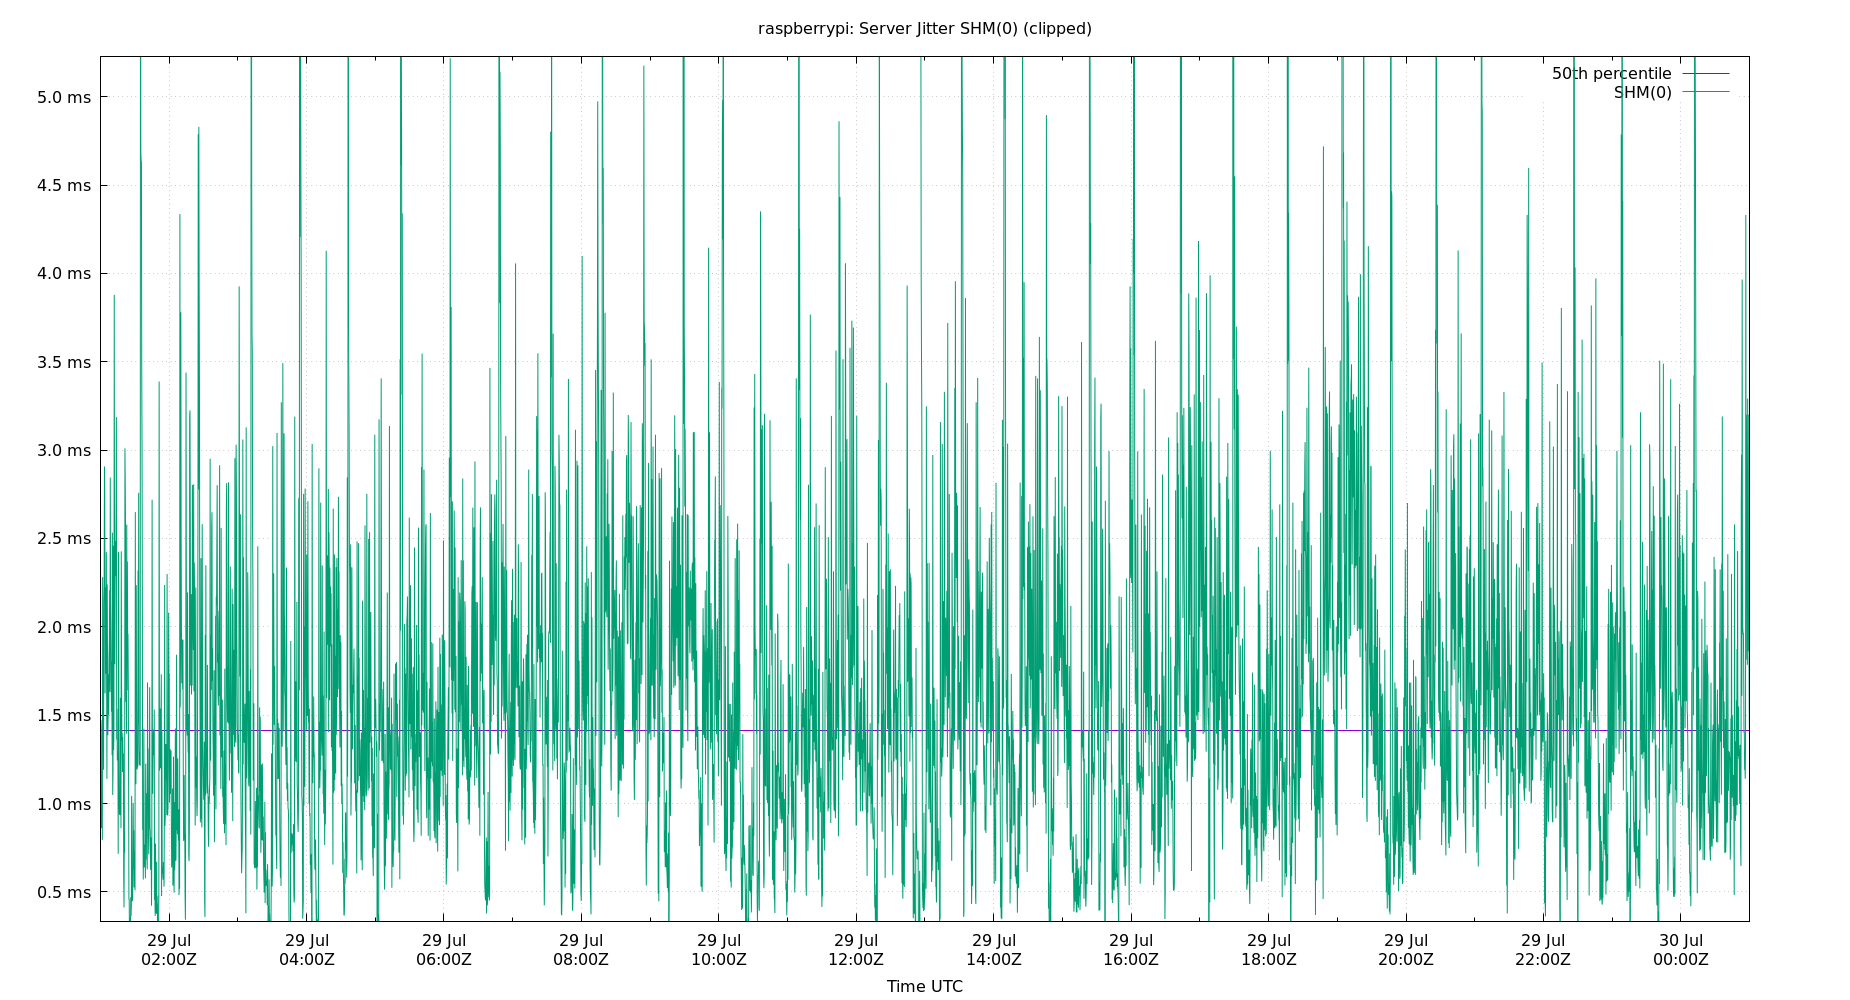 raspberrypi: Server Jitter SHM(0) (clipped)
50th percentile
SHM(0)
5.0 ms
4.5 ms
4.0 ms
3.5 ms
3.0 ms
2.5 ms
2.0 ms
1.5 ms
1.0 ms
0.5 ms
29 Jul 29 Jul 29 Jul 29 Jul 29 Jul 29 Jul 29 Jul 29 Jul 29 Jul 29 Jul 29 Jul 30 Jul
02:00Z 04:00Z 06:00Z 08:00Z 10:00Z 12:00Z 14:00Z 16:00Z 18:00Z 20:00Z 22:00Z 00:00Z
Time UTC